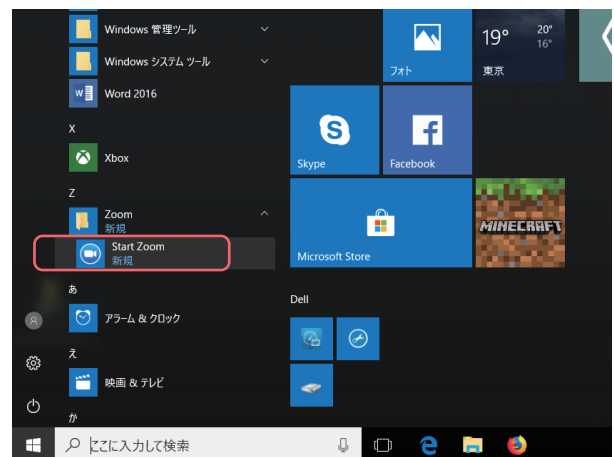 Windows 管理ツール
Windows システム ツール
Word 2016
X
Xbox
Z
Zoom
新規
Start Zoom
新規
あ
アラーム & クロック
え
映画 & テレビ
か
ここに入力して検索
フォト
19° 20°
16°
東京
Skype
Facebook
Microsoft Store
MINECRAFT
Dell